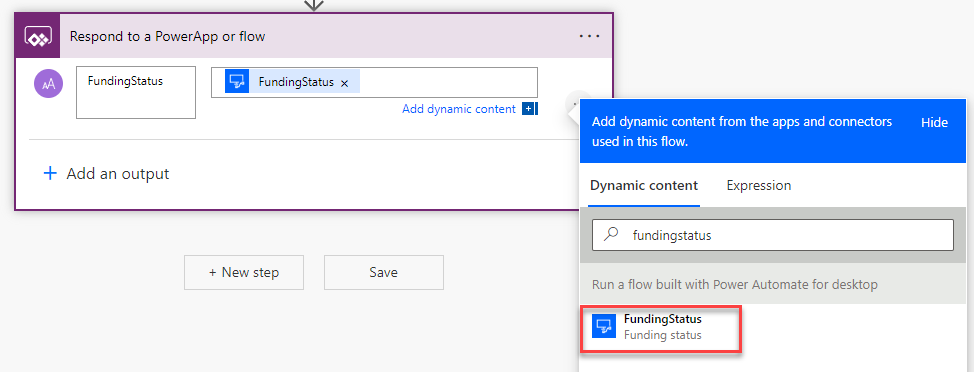 Respond to a PowerApp or flow
AA
FundingStatus
FundingStatus ×
Add dynamic content
+ Add an output
+ New step
Save
Add dynamic content from the apps and connectors
used in this flow.
Hide
Dynamic content
Expression
fundingstatus
Run a flow built with Power Automate for desktop
FundingStatus
Funding status